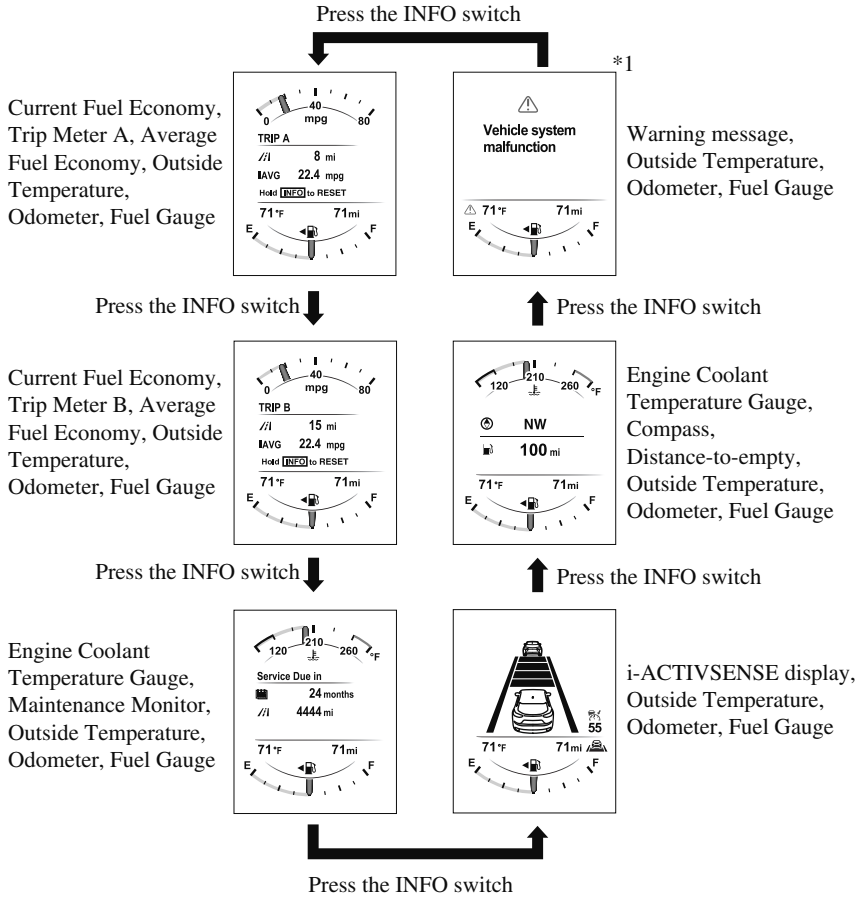 Press the INFO switch
*1
Current Fuel Economy,
Trip Meter A, Average
Fuel Economy, Outside
Temperature,
Odometer, Fuel Gauge
0 40 80
mpg
TRIP A
8 mi
AVG 22.4 mpg
Hold INFO to RESET
71°F 71mi
E F
Vehicle system
malfunction
71°F 71mi
E F
Warning message,
Outside Temperature,
Odometer, Fuel Gauge
Press the INFO switch
Press the INFO switch
Current Fuel Economy,
Trip Meter B, Average
Fuel Economy, Outside
Temperature,
Odometer, Fuel Gauge
0 40 80
mpg
TRIP B
15 mi
AVG 22.4 mpg
Hold INFO to RESET
71°F 71mi
E F
120 210 260 °F
NW
100 mi
71°F 71mi
E F
Engine Coolant
Temperature Gauge,
Compass,
Distance-to-empty,
Outside Temperature,
Odometer, Fuel Gauge
Press the INFO switch
Press the INFO switch
Engine Coolant
Temperature Gauge,
Maintenance Monitor,
Outside Temperature,
Odometer, Fuel Gauge
120 210 260 °F
Service Due in
24 months
4444 mi
71°F 71mi
E F
55
71°F 71mi
E F
i-ACTIVSENSE display,
Outside Temperature,
Odometer, Fuel Gauge
Press the INFO switch